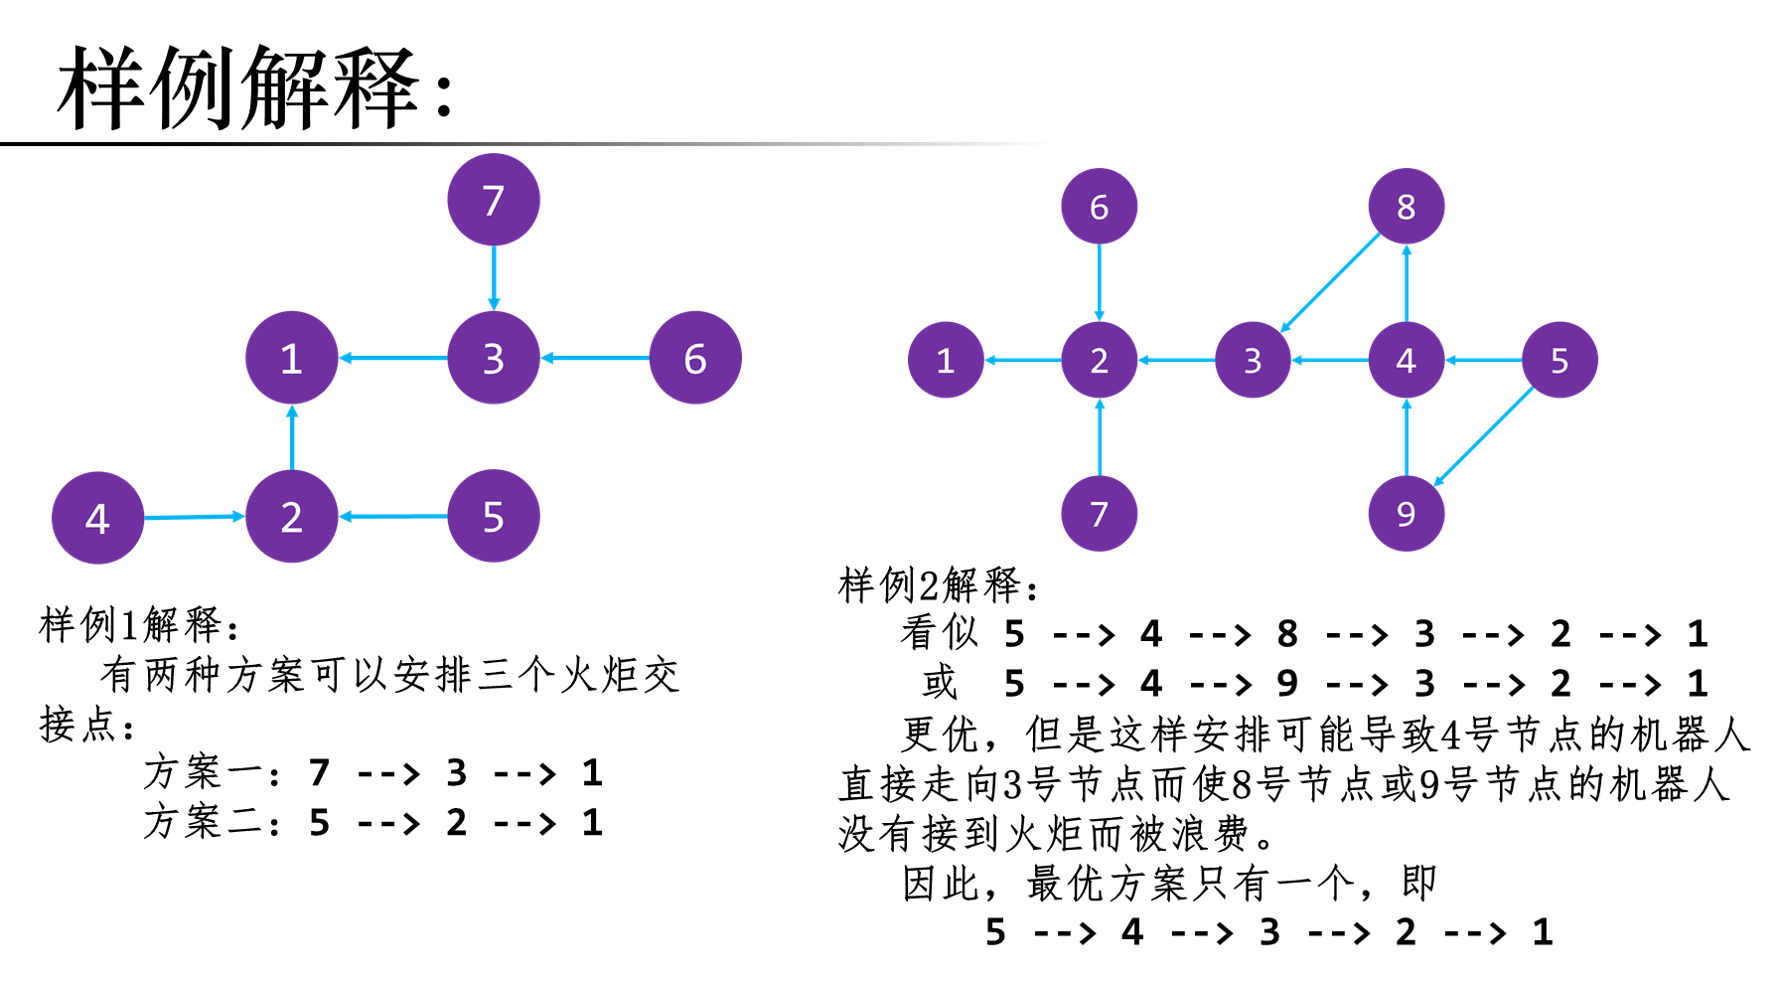 样例解释：
7
1
3
6
4
2
5
样例1解释：
有两种方案可以安排三个火炬交
接点：
方案一：7 --> 3 --> 1
方案二：5 --> 2 --> 1
6
8
1
2
3
4
5
7
9
样例2解释：
看似 5 --> 4 --> 8 --> 3 --> 2 --> 1
或 5 --> 4 --> 9 --> 3 --> 2 --> 1
更优，但是这样安排可能导致4号节点的机器人
直接走向3号节点而使8号节点或9号节点的机器人
没有接到火炬而被浪费。
因此，最优方案只有一个，即
5 --> 4 --> 3 --> 2 --> 1